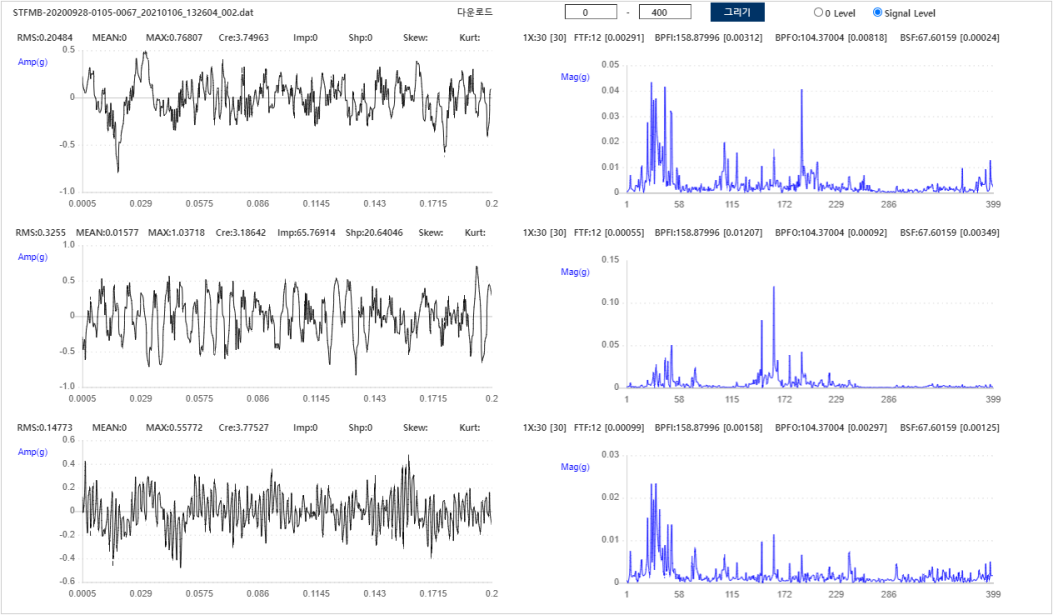 STFMB-20200928-0105-0067_20210106_132604_002.dat 다운로드 0 - 400 그리기 0 Level Signal Level
RMS:0.20484 MEAN:0 MAX:0.76807 Cre:3.74963 Imp:0 Shp:0 Skew: Kurt:
Amp(g)
0.5
0
-0.5
-1.0
0.0005 0.029 0.0575 0.086 0.1145 0.143 0.1715 0.2
1X:30 [30] FTF:12 [0.00291] BPFI:158.87996 [0.00312] BPFO:104.37004 [0.00818] BSF:67.60159 [0.00024]
Mag(g)
0.05
0.04
0.03
0.02
0.01
0
1 58 115 172 229 286 399
RMS:0.3255 MEAN:0.01577 MAX:1.03718 Cre:3.18642 Imp:65.76914 Shp:20.64046 Skew: Kurt:
Amp(g)
1.0
0.5
0
-0.5
-1.0
0.0005 0.029 0.0575 0.086 0.1145 0.143 0.1715 0.2
1X:30 [30] FTF:12 [0.00055] BPFI:158.87996 [0.01207] BPFO:104.37004 [0.00092] BSF:67.60159 [0.00349]
Mag(g)
0.15
0.10
0.05
0
1 58 115 172 229 286 399
RMS:0.14773 MEAN:0 MAX:0.55772 Cre:3.77527 Imp:0 Shp:0 Skew: Kurt:
Amp(g)
0.6
0.4
0.2
0
-0.2
-0.4
-0.6
0.0005 0.029 0.0575 0.086 0.1145 0.143 0.1715 0.2
1X:30 [30] FTF:12 [0.00099] BPFI:158.87996 [0.00158] BPFO:104.37004 [0.00297] BSF:67.60159 [0.00125]
Mag(g)
0.03
0.02
0.01
0
1 58 115 172 229 286 399